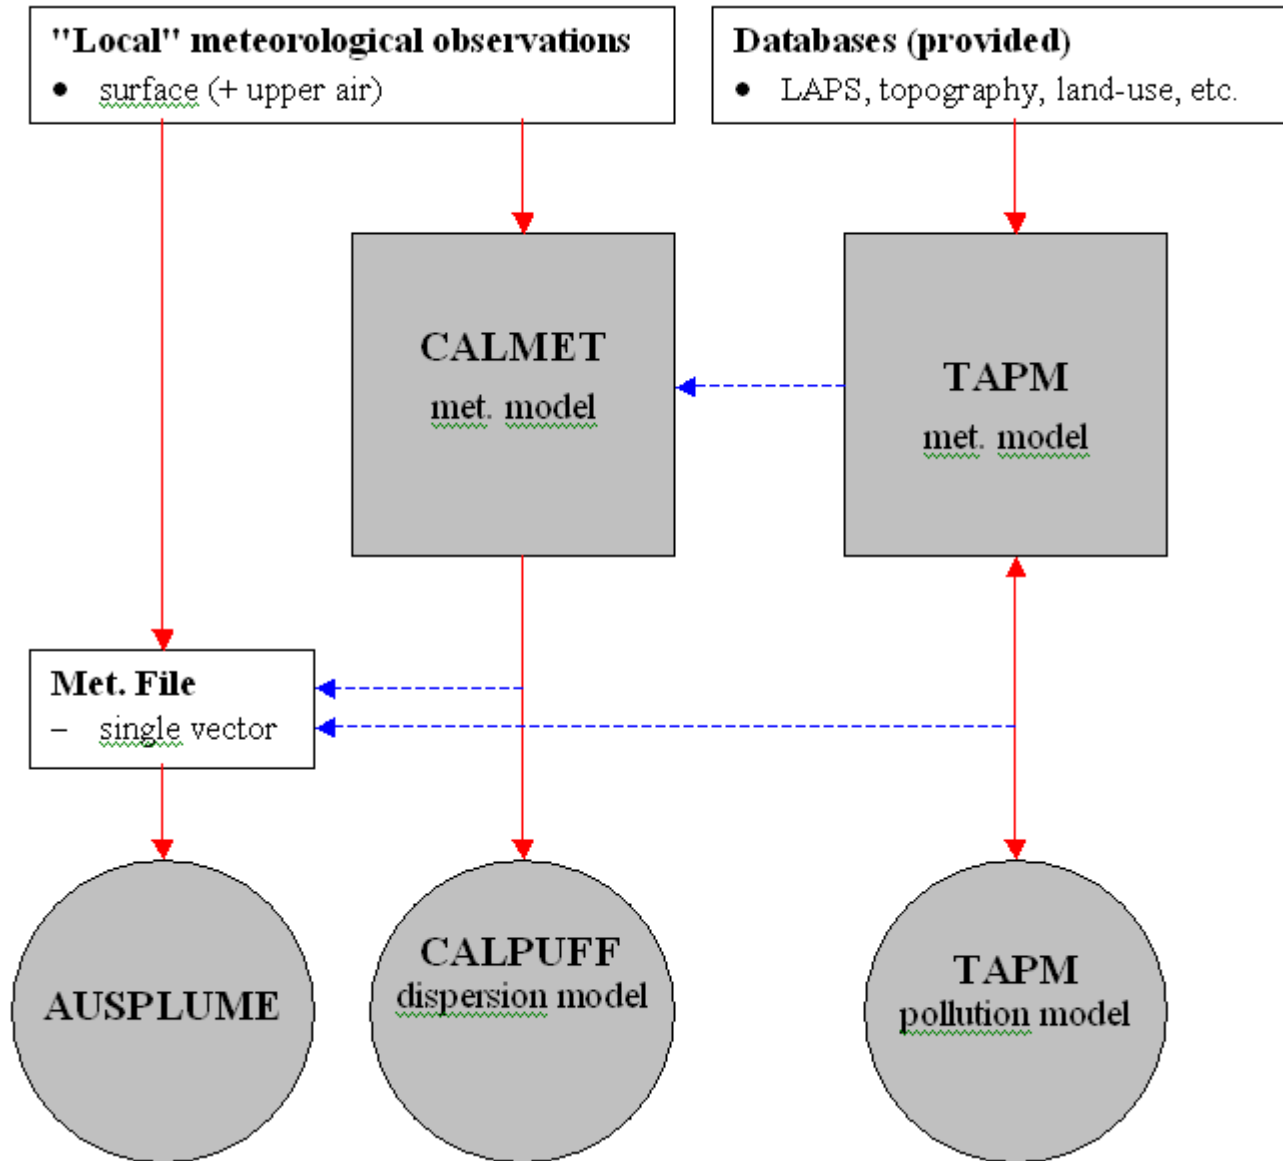 "Local" meteorological observations
● surface (+ upper air)
Databases (provided)
● LAPS, topography, land-use, etc.
CALMET
met. model
TAPM
met. model
Met. File
– single vector
AUSPLUME
CALPUFF
dispersion model
TAPM
pollution model